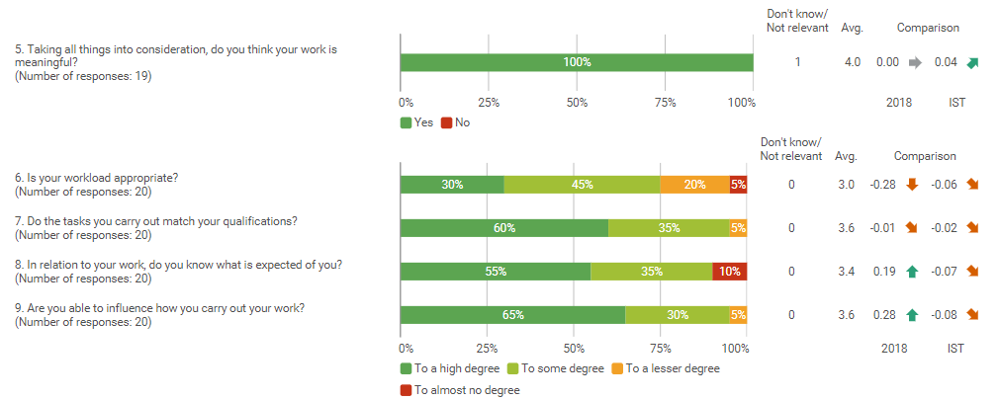 Don't know/
Not relevant Avg. Comparison
5. Taking all things into consideration, do you think your work is
meaningful?
(Number of responses: 19)
100%
1 4.0 0.00 0.04
0% 25% 50% 75% 100%
2018 IST
Yes No
Don't know/
Not relevant Avg. Comparison
6. Is your workload appropriate?
(Number of responses: 20)
30% 45% 20% 5%
0 3.0 -0.28 -0.06
7. Do the tasks you carry out match your qualifications?
(Number of responses: 20)
60% 35% 5%
0 3.6 -0.01 -0.02
8. In relation to your work, do you know what is expected of you?
(Number of responses: 20)
55% 35% 10%
0 3.4 0.19 -0.07
9. Are you able to influence how you carry out your work?
(Number of responses: 20)
65% 30% 5%
0 3.6 0.28 -0.08
0% 25% 50% 75% 100%
2018 IST
To a high degree To some degree To a lesser degree
To almost no degree